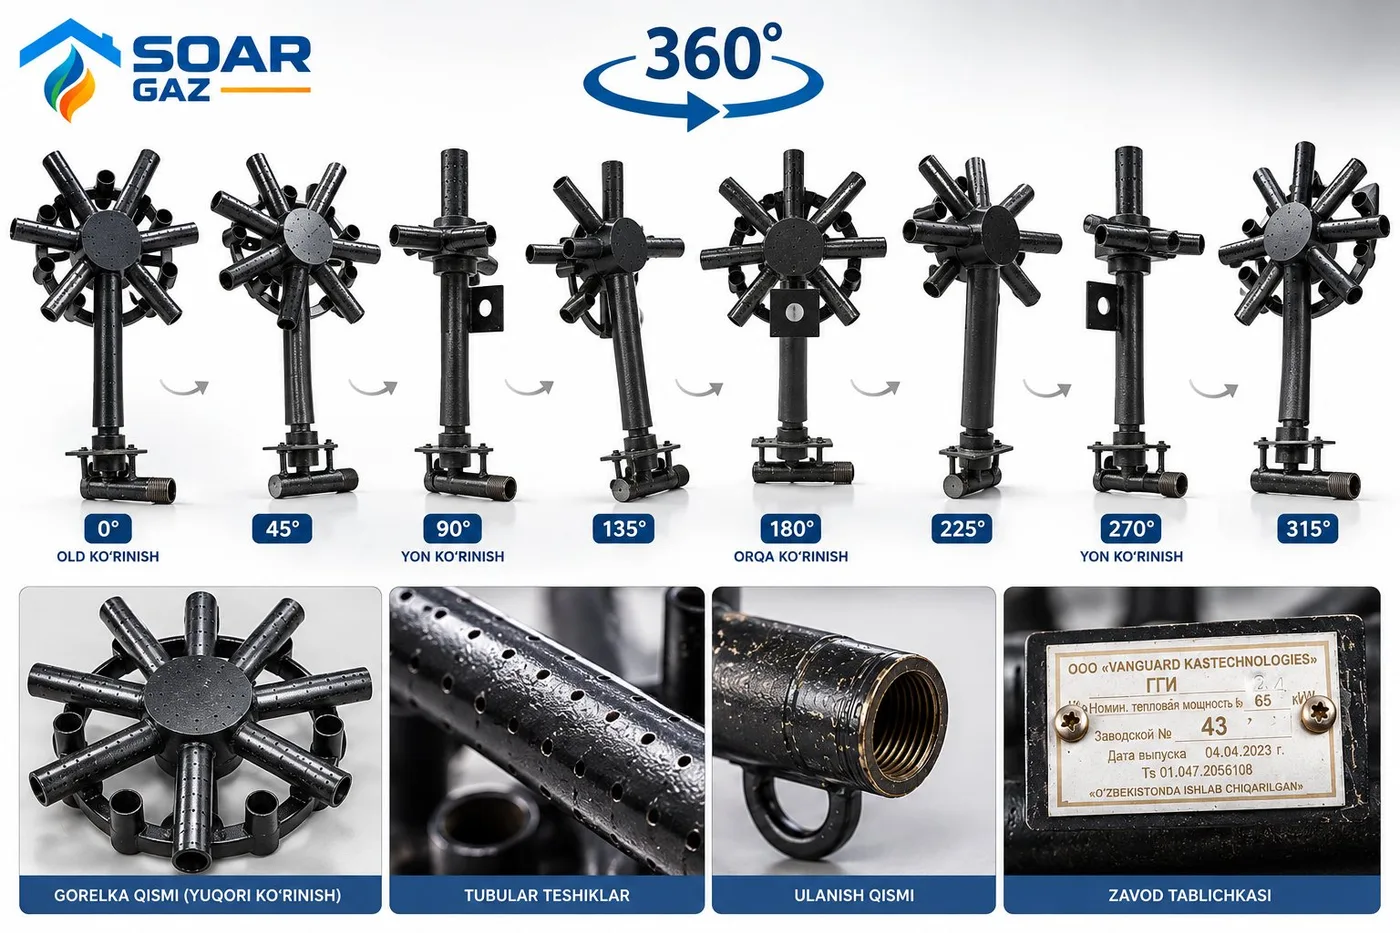 SOAR
GAZ
360°
0°
OLD KO‘RINISH
45°
90°
YON KO‘RINISH
135°
180°
ORQA KO‘RINISH
225°
270°
YON KO‘RINISH
315°
GORELKA QISMI (YUQORI KO‘RINISH)
TUBULAR TESHIKLAR
ULANISH QISMI
ООО «VANGUARD KASTECHNOLOGIES»
ГГИ
Номин. тепловая мощность 65 кW
Заводской № 43
Дата выпуска 04.04.2023 г.
Ts 01.047.2056108
«O‘ZBEKISTONDA ISHLAB CHIQARILGAN»
ZAVOD TABLICHKASI